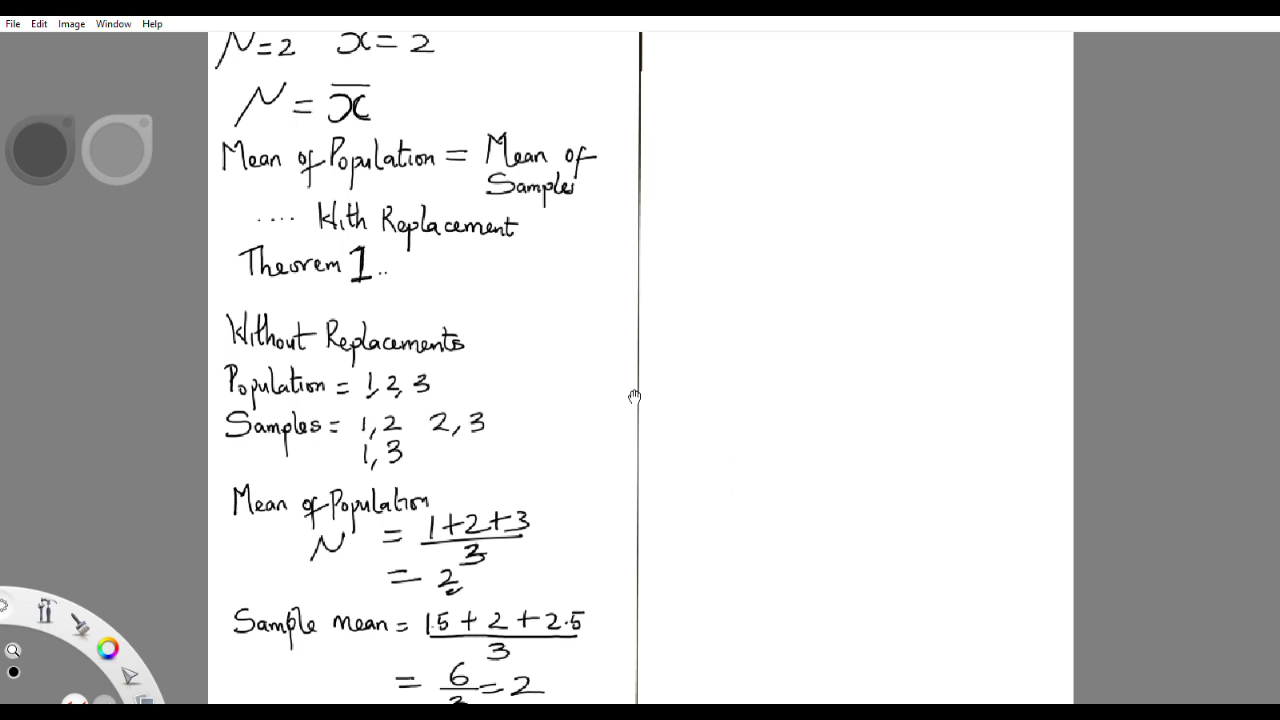 File Edit Image Window Help
μ = 2 x = 2
μ = x̅
Mean of Population = Mean of
Samples
.... With Replacement
Theorem 1..
Without Replacements
Population = 1, 2, 3
Samples = 1, 2 2, 3
1, 3
Mean of Population
μ = 1+2+3
3
= 2
Sample mean = 1.5 + 2 + 2.5
3
= 6 = 2
3